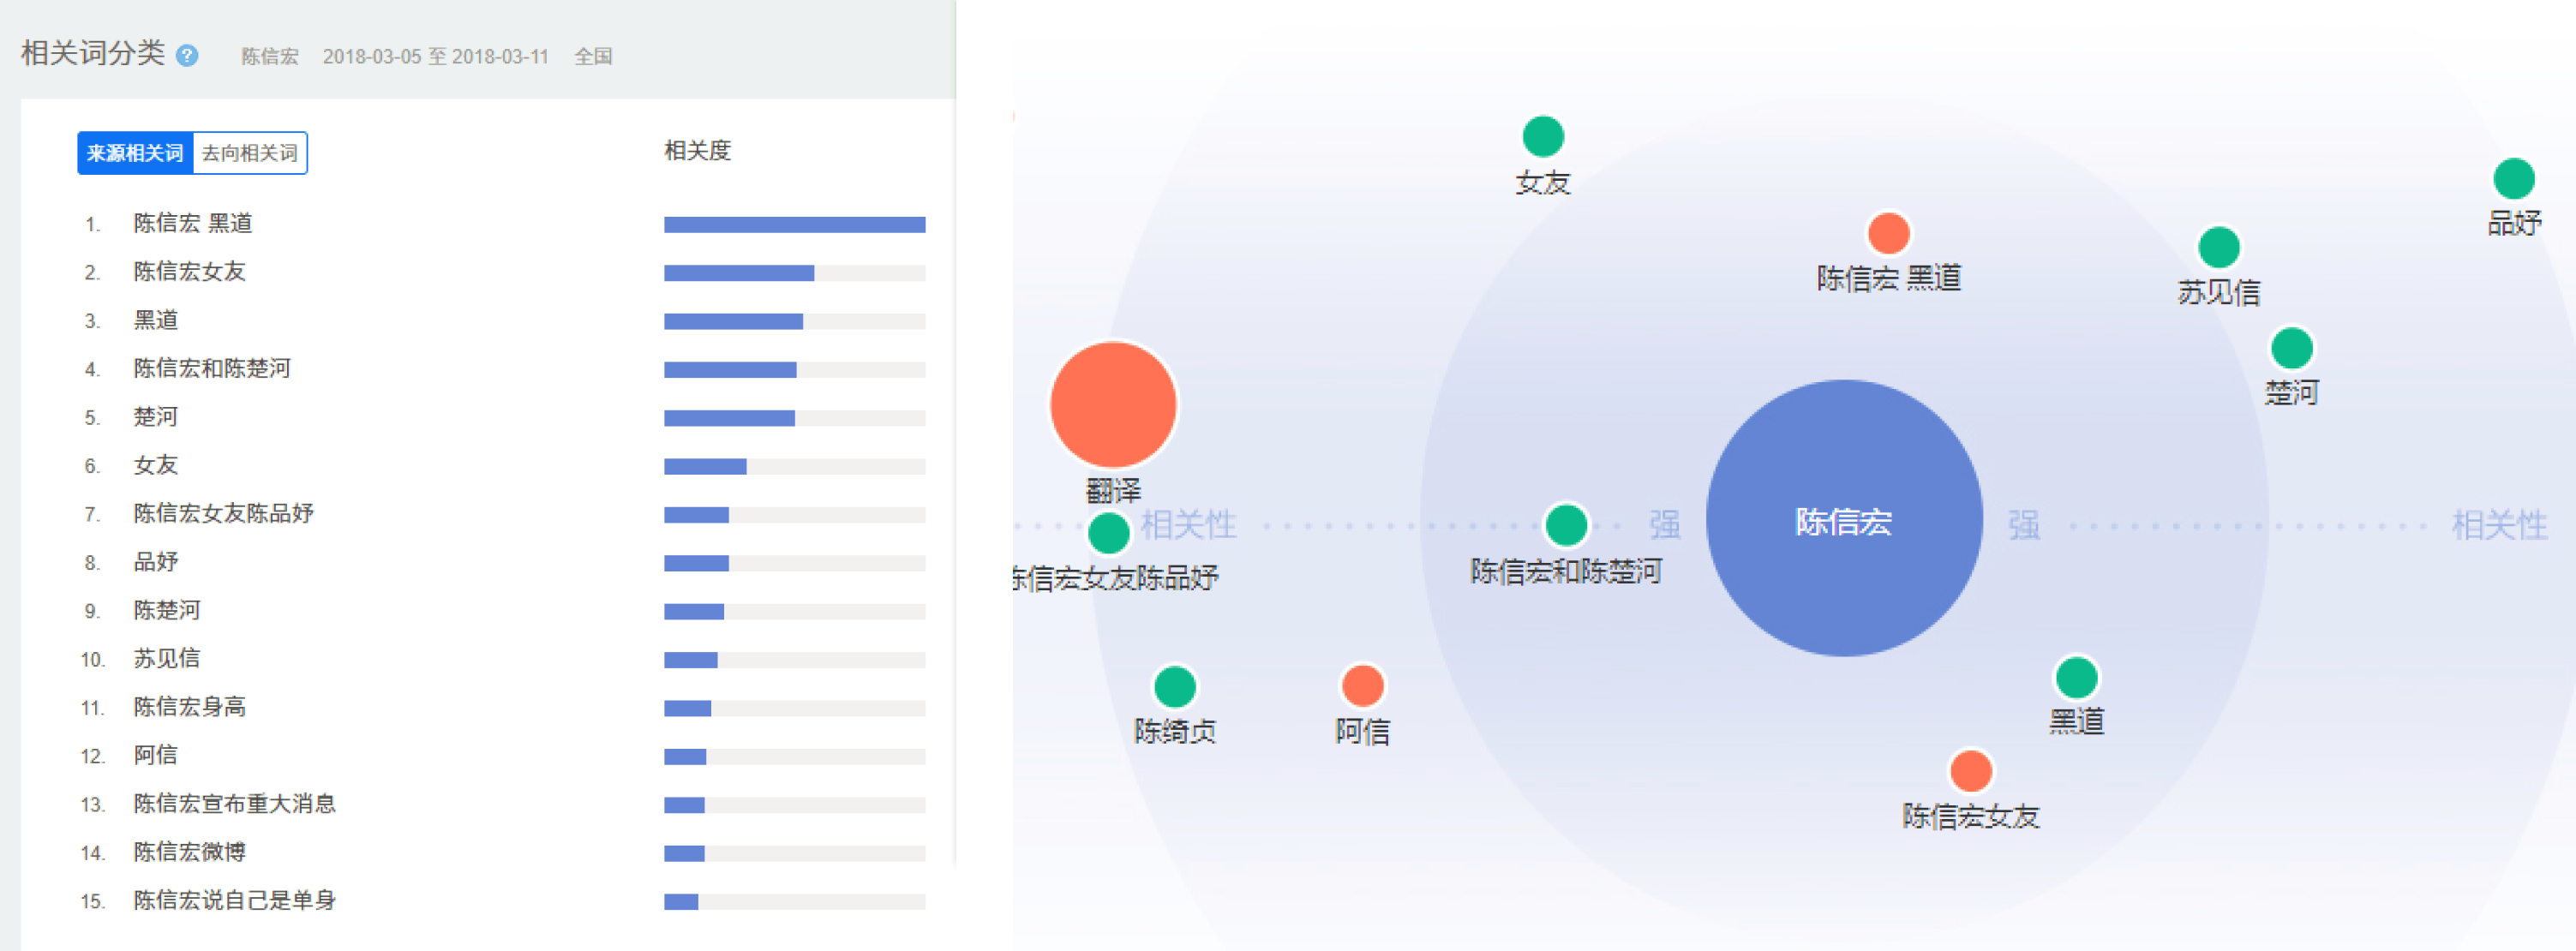 相关词分类 ? 陈信宏 2018-03-05 至 2018-03-11 全国
来源相关词 去向相关词 相关度
1. 陈信宏 黑道
2. 陈信宏女友
3. 黑道
4. 陈信宏和陈楚河
5. 楚河
6. 女友
7. 陈信宏女友陈品妤
8. 品妤
9. 陈楚河
10. 苏见信
11. 陈信宏身高
12. 阿信
13. 陈信宏宣布重大消息
14. 陈信宏微博
15. 陈信宏说自己是单身
女友
品妤
陈信宏 黑道
苏见信
楚河
翻译
相关性 强 陈信宏 强 相关性
陈信宏和陈楚河
陈信宏女友陈品妤
陈绮贞
阿信
黑道
陈信宏女友